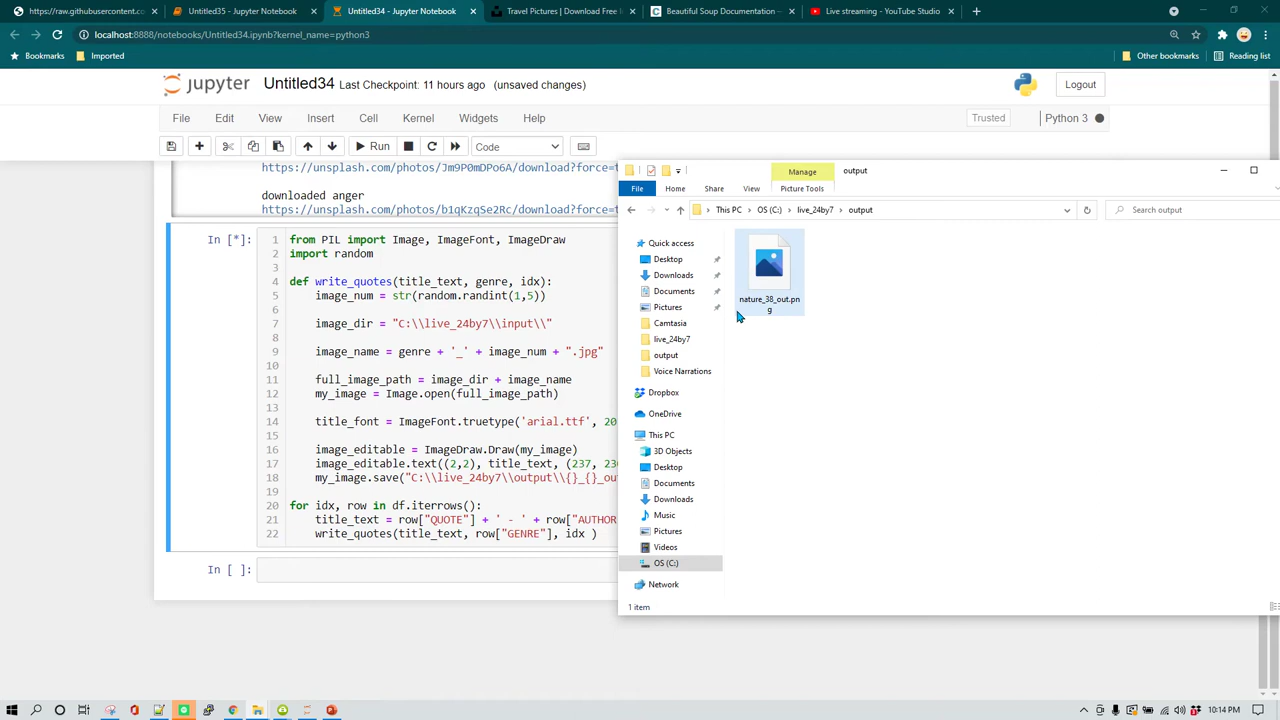 https://raw.githubusercontent.c
Untitled35 - Jupyter Notebook
Untitled34 - Jupyter Notebook
Travel Pictures | Download Free I
Beautiful Soup Documentation —
Live streaming - YouTube Studio
localhost:8888/notebooks/Untitled34.ipynb?kernel_name=python3
Bookmarks
Imported
Other bookmarks
Reading list
jupyter
Untitled34
Last Checkpoint: 11 hours ago
(unsaved changes)
Logout
File
Edit
View
Insert
Cell
Kernel
Widgets
Help
Trusted
Python 3
Run
Code
https://unsplash.com/photos/Jm9P0mDPo6A/download?force=t
downloaded anger
https://unsplash.com/photos/b1qKzqSe2Rc/download?force=t
In [*]:
1 from PIL import Image, ImageFont, ImageDraw
2 import random
3
4 def write_quotes(title_text, genre, idx):
5 image_num = str(random.randint(1,5))
6
7 image_dir = "C:\\live_24by7\\input\\"
8
9 image_name = genre + '_' + image_num + ".jpg"
10
11 full_image_path = image_dir + image_name
12 my_image = Image.open(full_image_path)
13
14 title_font = ImageFont.truetype('arial.ttf', 20
15
16 image_editable = ImageDraw.Draw(my_image)
17 image_editable.text((2,2), title_text, (237, 23
18 my_image.save("C:\\live_24by7\\output\\{}_{}_ou
19
20 for idx, row in df.iterrows():
21 title_text = row["QUOTE"] + ' - ' + row["AUTHOR
22 write_quotes(title_text, row["GENRE"], idx )
In [ ]:
Manage
output
File
Home
Share
View
Picture Tools
This PC
OS (C:)
live_24by7
output
Search output
Quick access
Desktop
Downloads
Documents
Pictures
Camtasia
live_24by7
output
Voice Narrations
Dropbox
OneDrive
This PC
3D Objects
Desktop
Documents
Downloads
Music
Pictures
Videos
OS (C:)
Network
nature_38_out.pn
g
1 item
10:14 PM